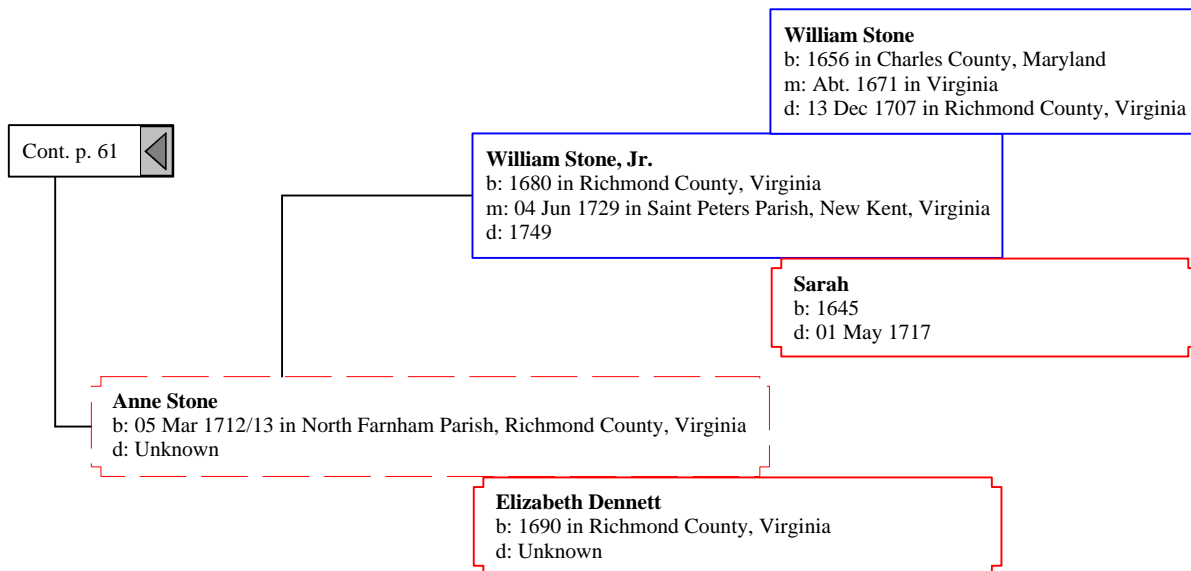 William Stone
b: 1656 in Charles County, Maryland
m: Abt. 1671 in Virginia
d: 13 Dec 1707 in Richmond County, Virginia
Cont. p. 61
William Stone, Jr.
b: 1680 in Richmond County, Virginia
m: 04 Jun 1729 in Saint Peters Parish, New Kent, Virginia
d: 1749
Sarah
b: 1645
d: 01 May 1717
Anne Stone
b: 05 Mar 1712/13 in North Farnham Parish, Richmond County, Virginia
d: Unknown
Elizabeth Dennett
b: 1690 in Richmond County, Virginia
d: Unknown